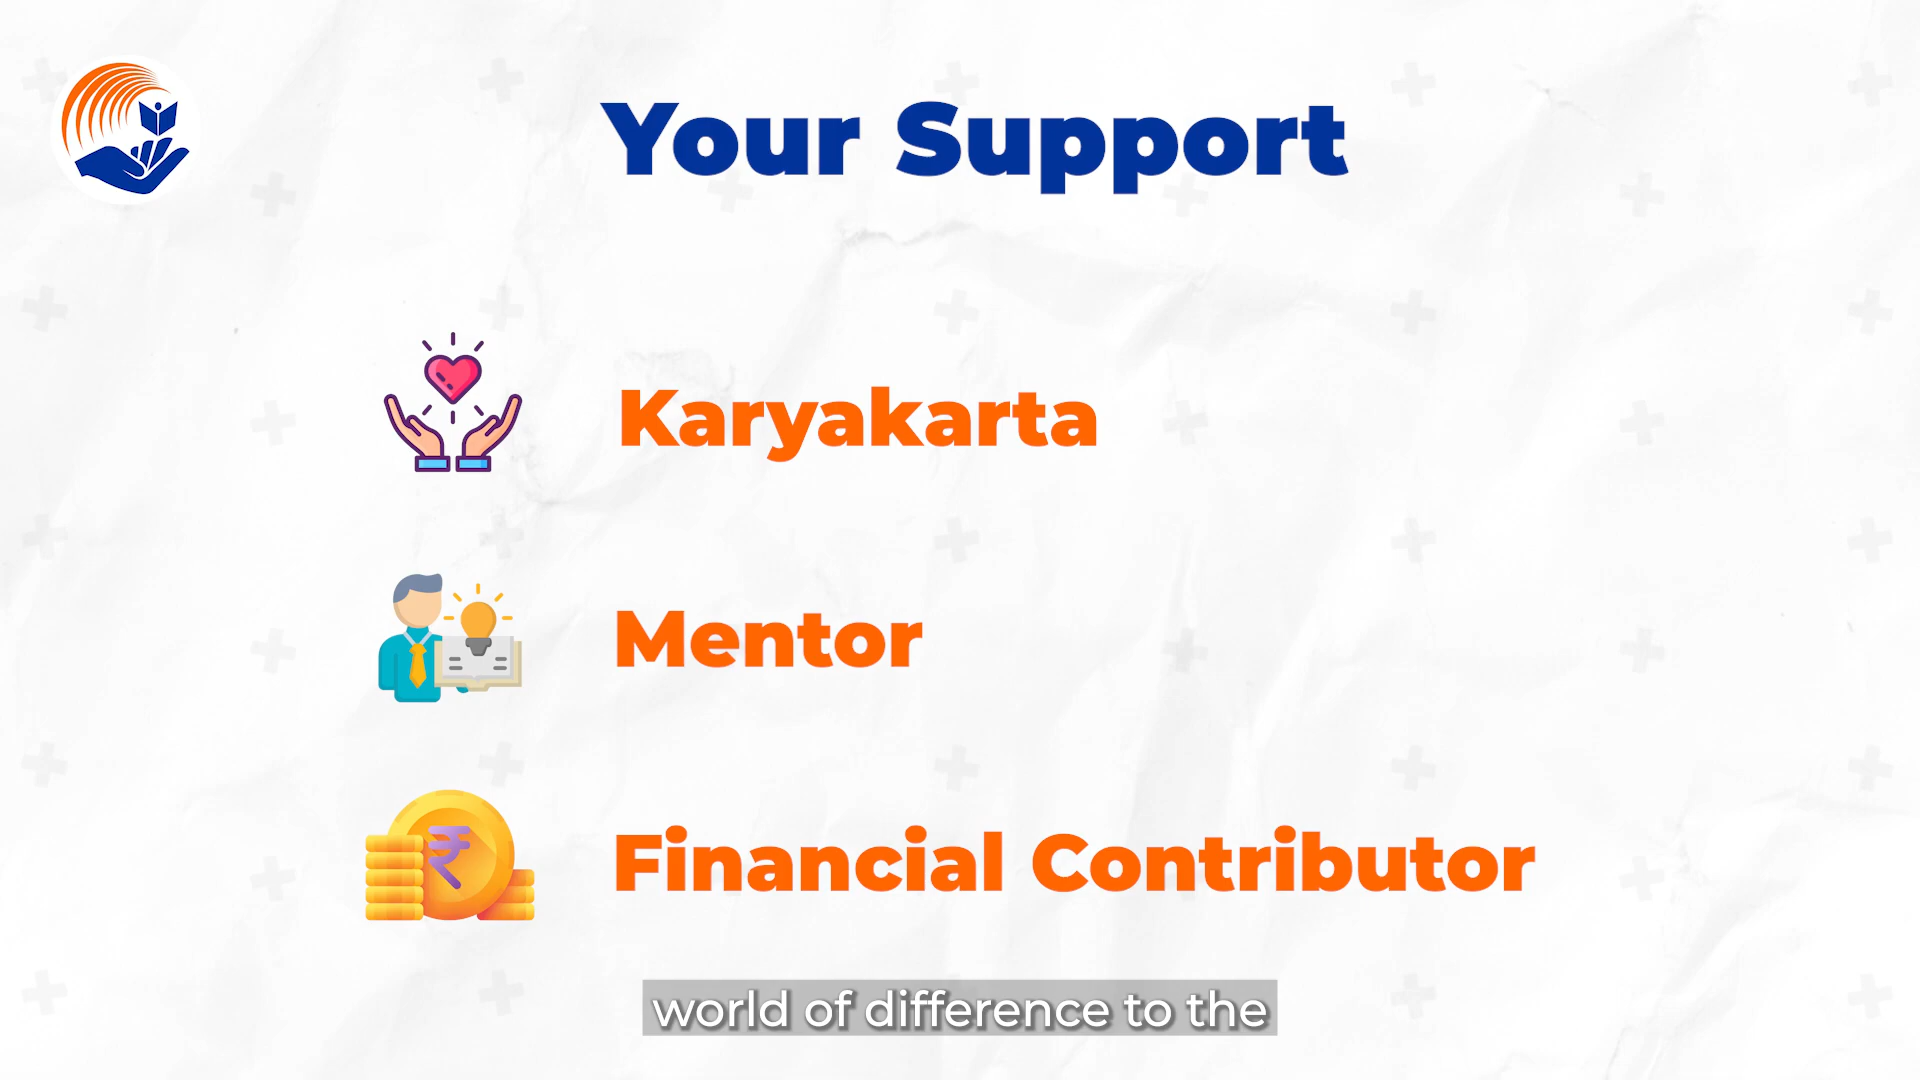 Your Support
Karyakarta
Mentor
₹
Financial Contributor
world of difference to the